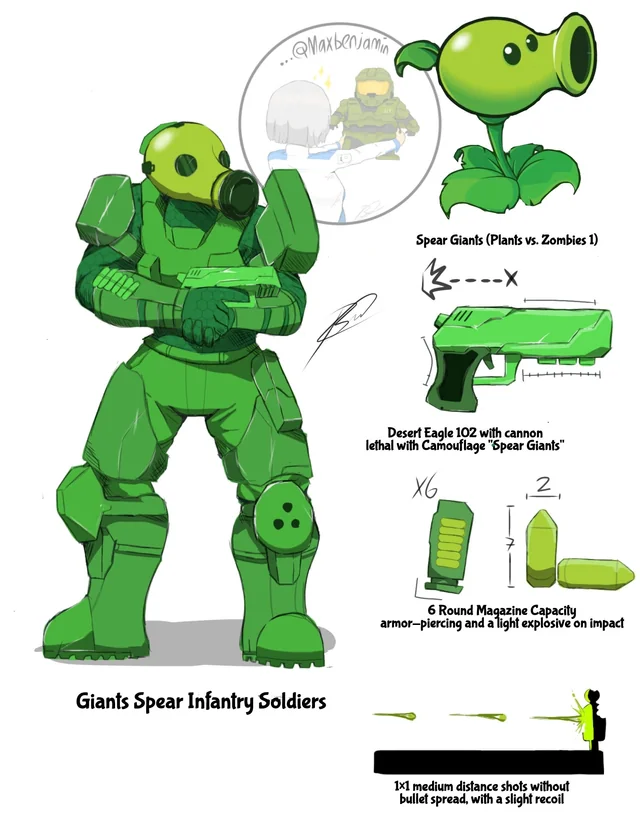 ...@Maxbenjamin
Spear Giants (Plants vs. Zombies 1)
x
Desert Eagle 102 with cannon
lethal with Camouflage "Spear Giants"
X6
2
7
6 Round Magazine Capacity
armor-piercing and a light explosive on impact
Giants Spear Infantry Soldiers
1x1 medium distance shots without
bullet spread, with a slight recoil